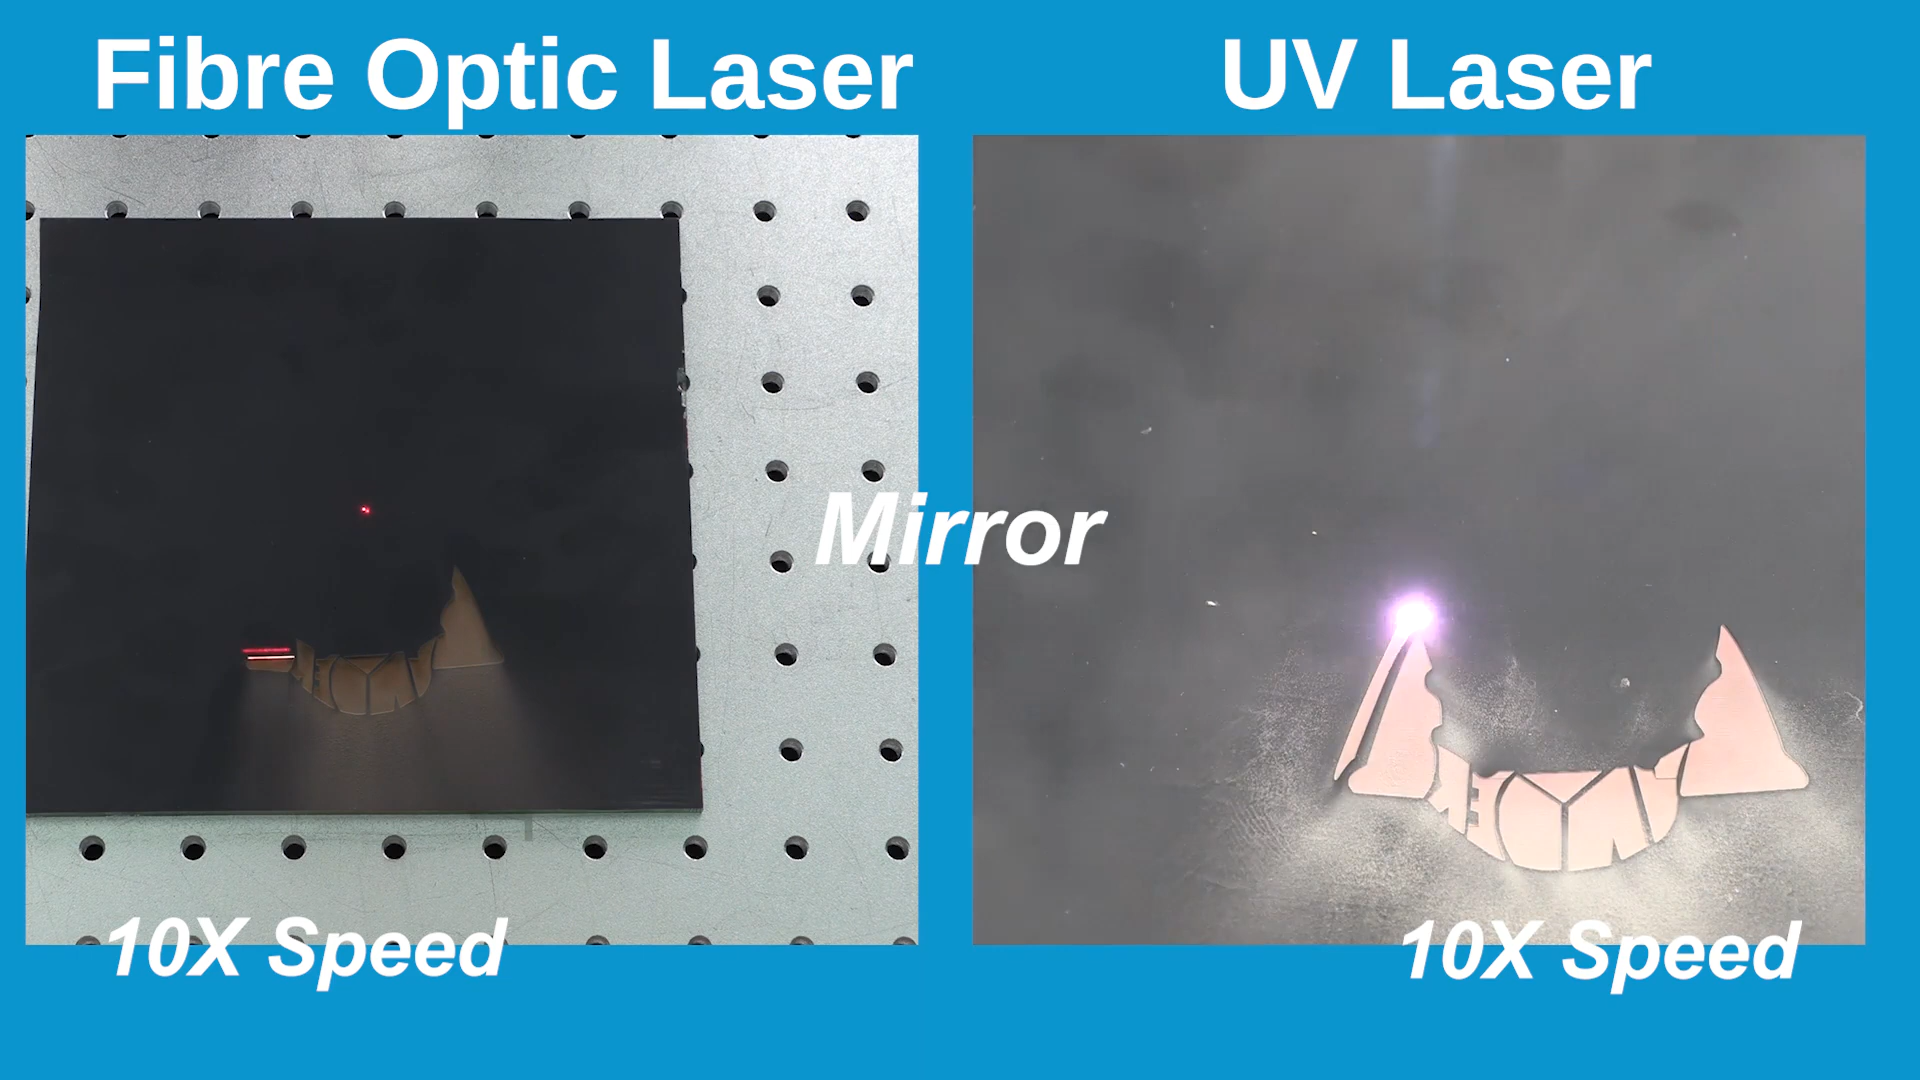 Fibre Optic Laser
UV Laser
Mirror
10X Speed
10X Speed